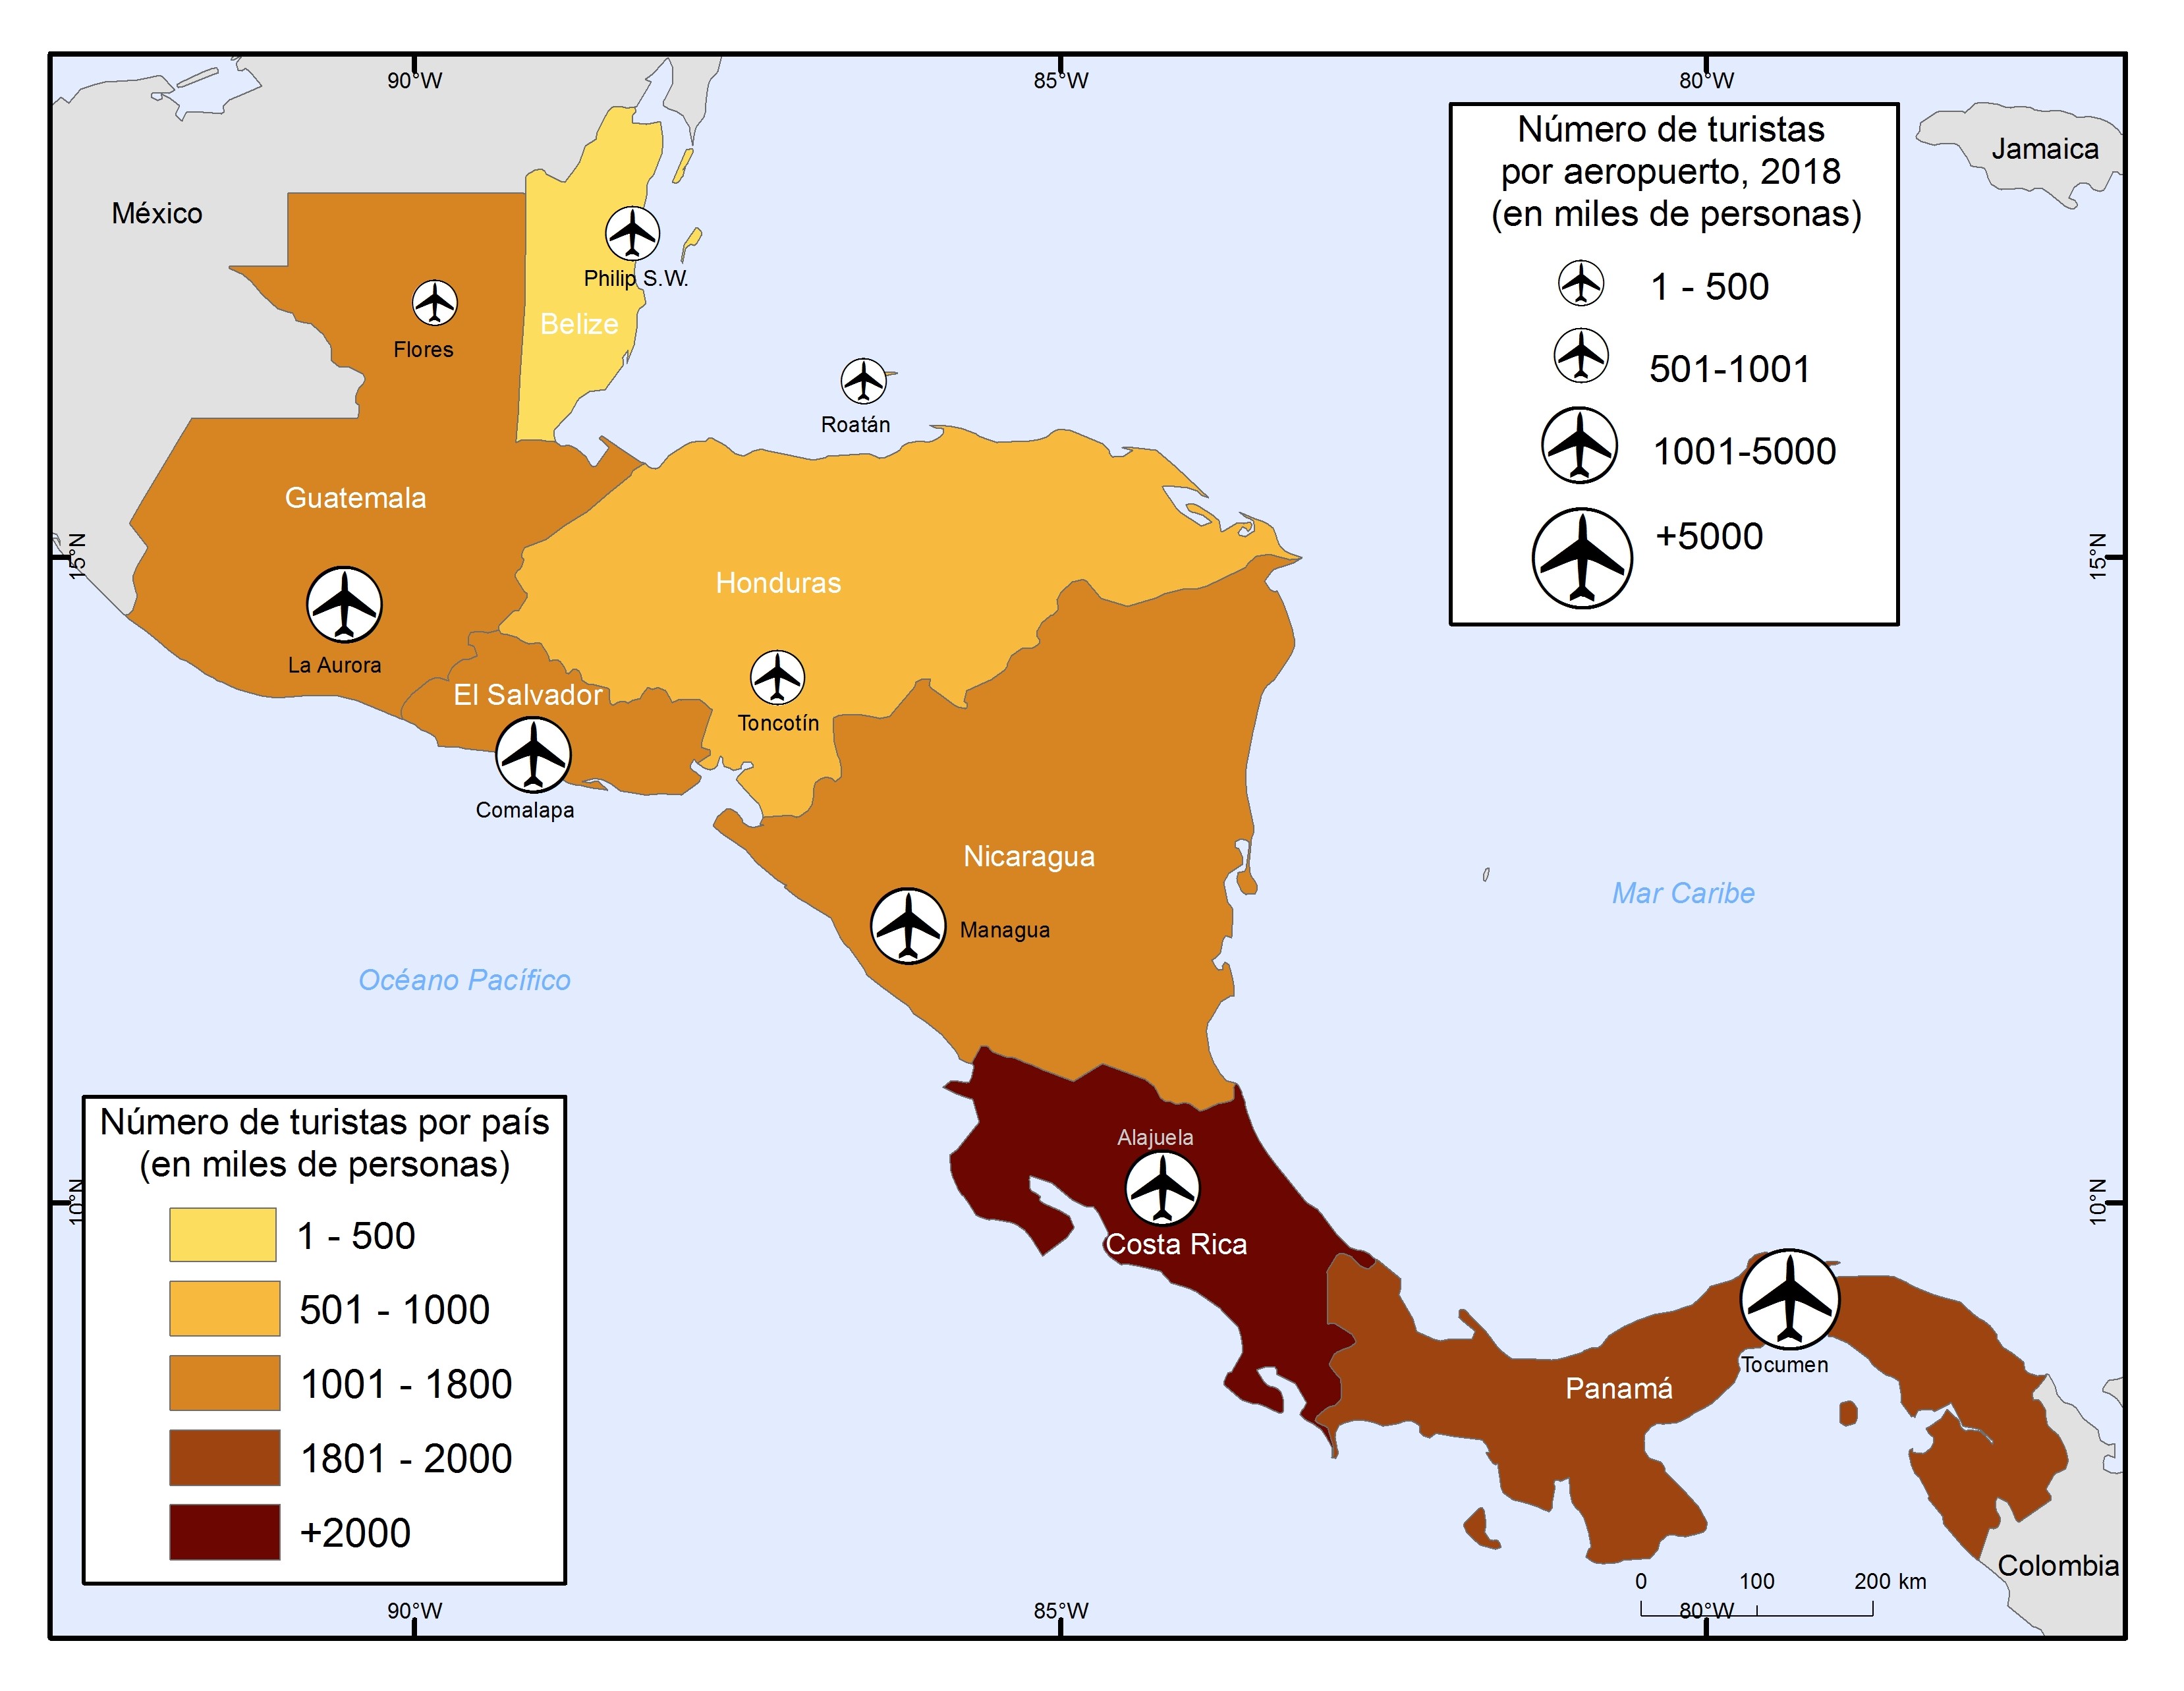 90°W
85°W
80°W
Número de turistas
por aeropuerto, 2018
(en miles de personas)
1 - 500
501-1001
1001-5000
+5000
Jamaica
México
Philip S.W.
Belize
Flores
Roatán
Guatemala
15°N
15°N
Honduras
La Aurora
El Salvador
Toncotín
Comalapa
Nicaragua
Managua
Mar Caribe
Océano Pacífico
Alajuela
Costa Rica
10°N
10°N
Tocumen
Panamá
Colombia
Número de turistas por país
(en miles de personas)
1 - 500
501 - 1000
1001 - 1800
1801 - 2000
+2000
0 100 200 km
90°W
85°W
80°W